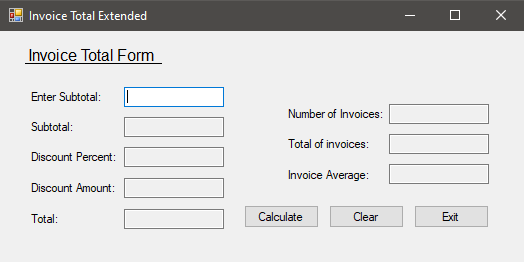 Invoice Total Extended
Invoice Total Form
Enter Subtotal:
Subtotal:
Discount Percent:
Discount Amount:
Total:
Number of Invoices:
Total of invoices:
Invoice Average:
Calculate Clear Exit